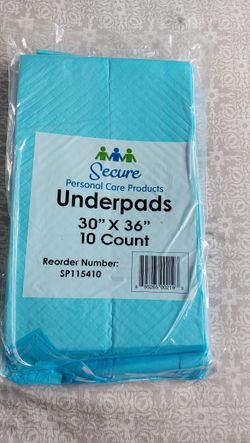 Secure
Personal Care Products
Underpads
30" X 36"
10 Count
Reorder Number:
SP115410